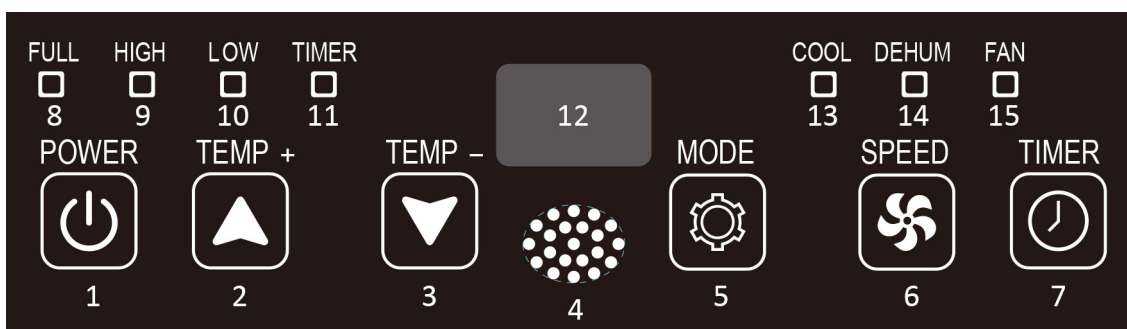 FULL HIGH LOW TIMER COOL DEHUM FAN
8 9 10 11 12 13 14 15
POWER TEMP + TEMP – MODE SPEED TIMER
1 2 3 4 5 6 7